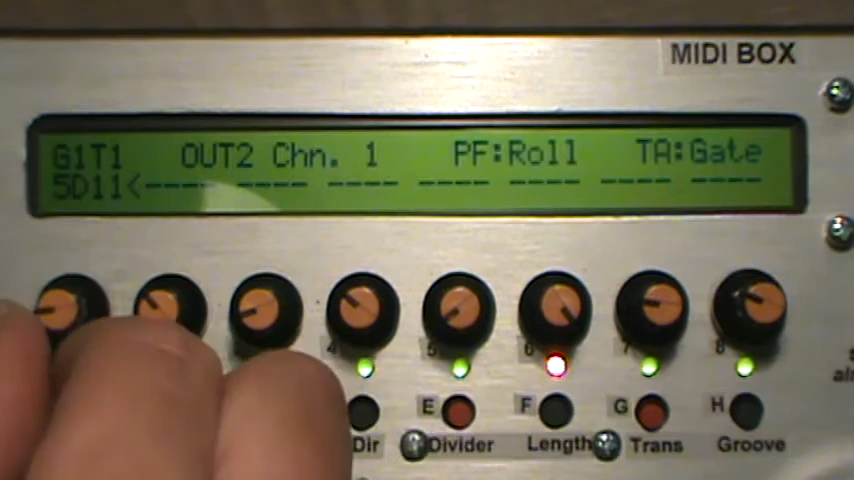 MIDI BOX
G1T1 OUT2 Chn. 1 PF:Roll TA:Gate
5D11<---- ---- ---- ---- ---- ---- ----
4 5 6 7 8
E F G H
Dir Divider Length Trans Groove